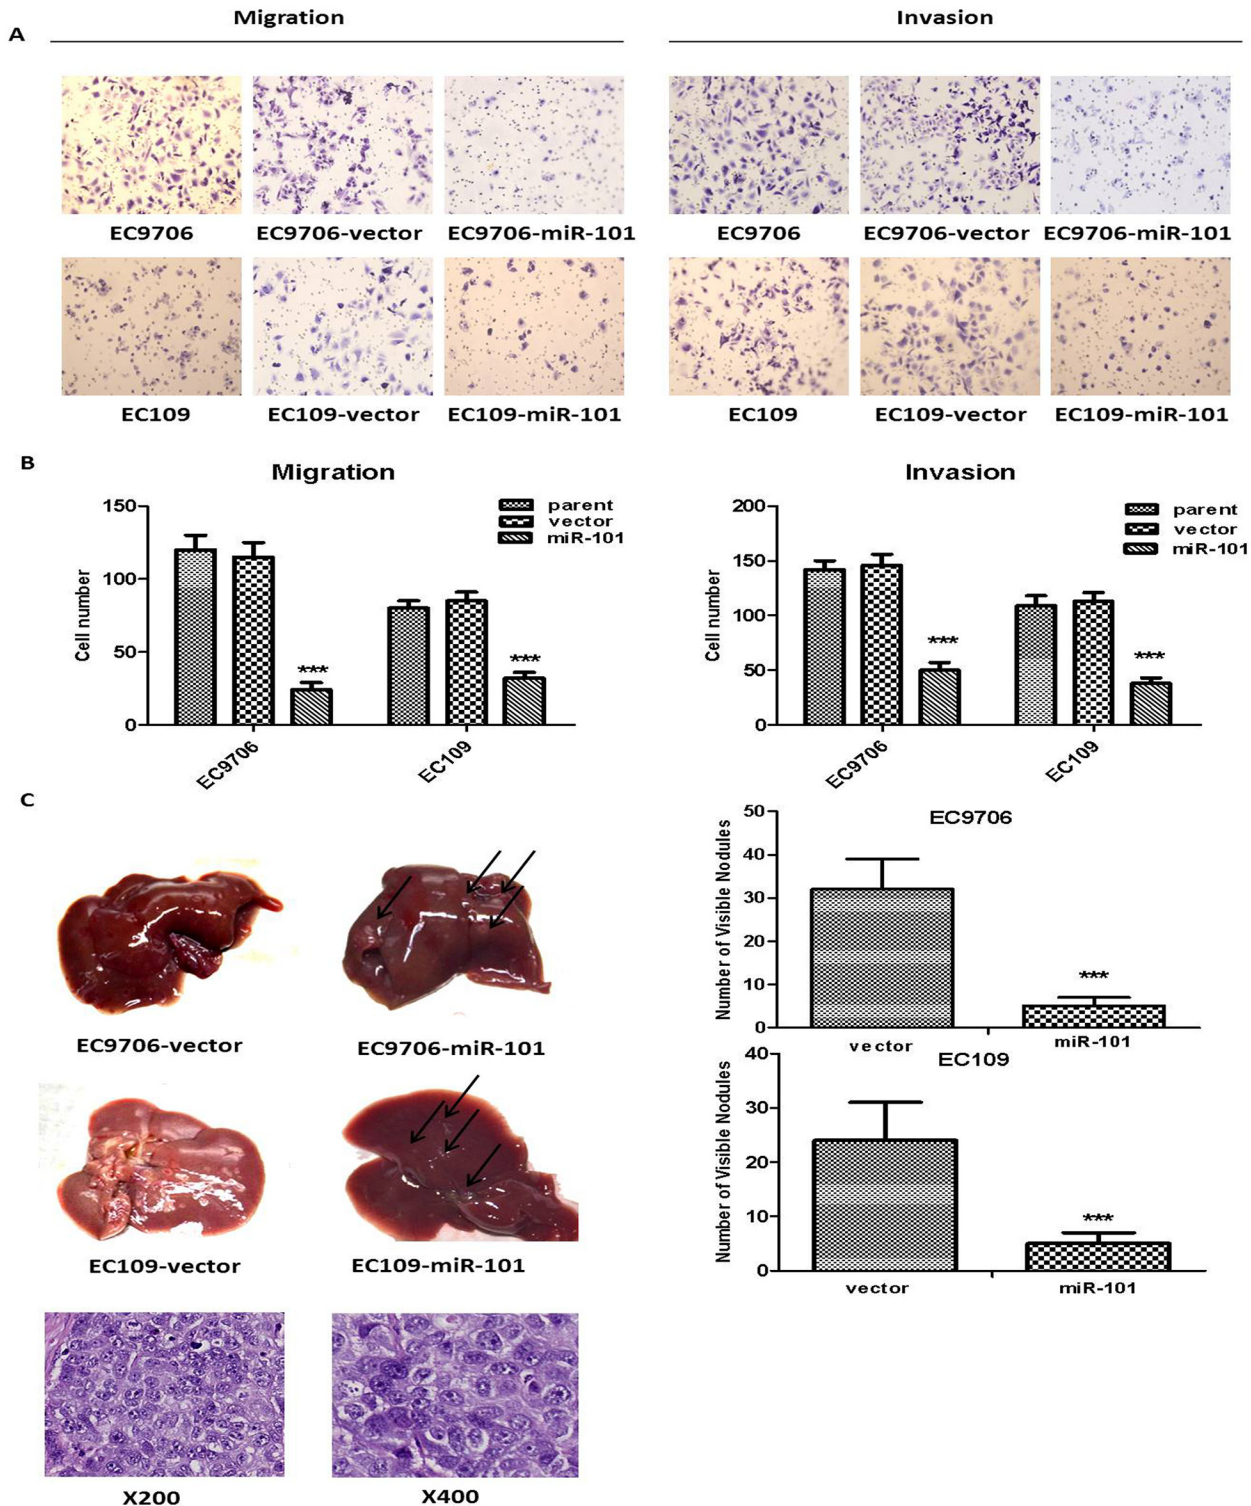 Migration
Invasion
A
EC9706
EC9706-vector
EC9706-miR-101
EC9706
EC9706-vector
EC9706-miR-101
EC109
EC109-vector
EC109-miR-101
EC109
EC109-vector
EC109-miR-101
B
Migration
150
100
50
0
Cell number
parent
vector
miR-101
***
***
EC9706
EC109
Invasion
200
150
100
50
0
Cell number
parent
vector
miR-101
***
***
EC9706
EC109
C
EC9706-vector
EC9706-miR-101
EC109-vector
EC109-miR-101
X200
X400
EC9706
50
40
30
20
10
0
Number of Visible Nodules
***
vector
miR-101
EC109
40
30
20
10
0
Number of Visible Nodules
***
vector
miR-101